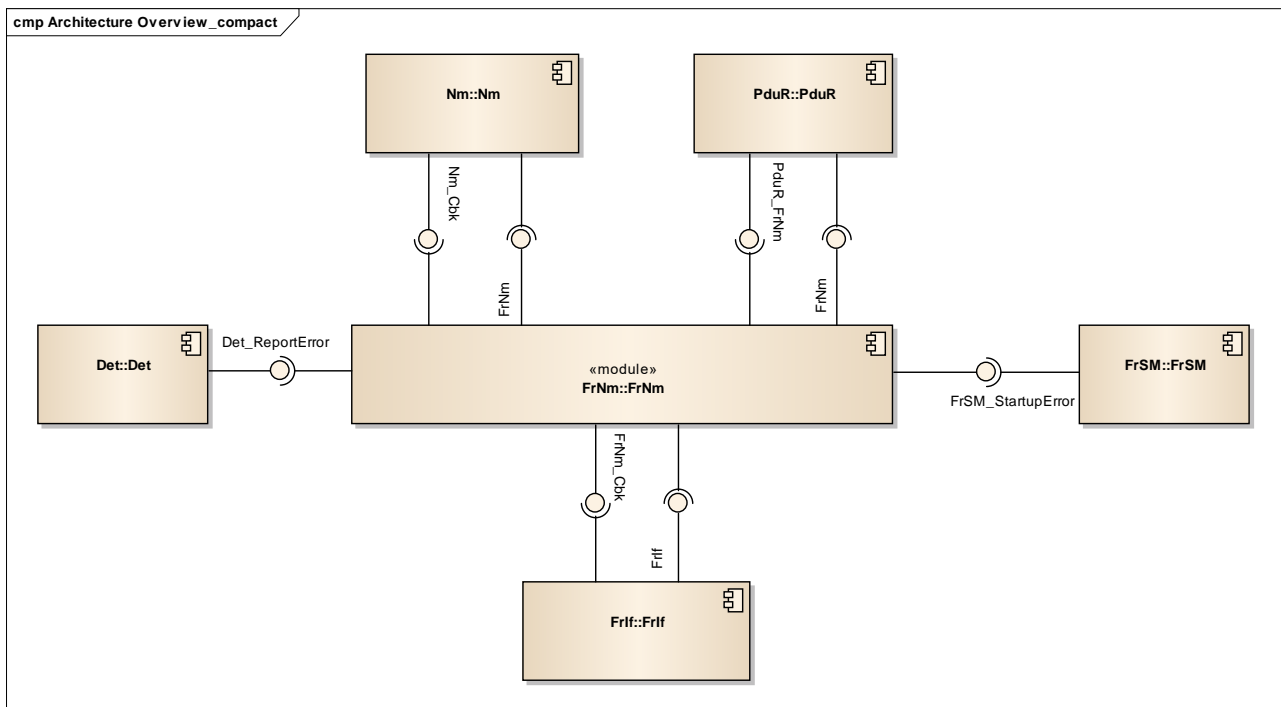 cmp Architecture Overview_compact
Nm::Nm
PduR::PduR
Nm_Cbk
FrNm
PduR_FrNm
FrNm
Det::Det
Det_ReportError
«module»
FrNm::FrNm
FrSM::FrSM
FrSM_StartupError
FrNm_Cbk
FrIf
FrIf::FrIf